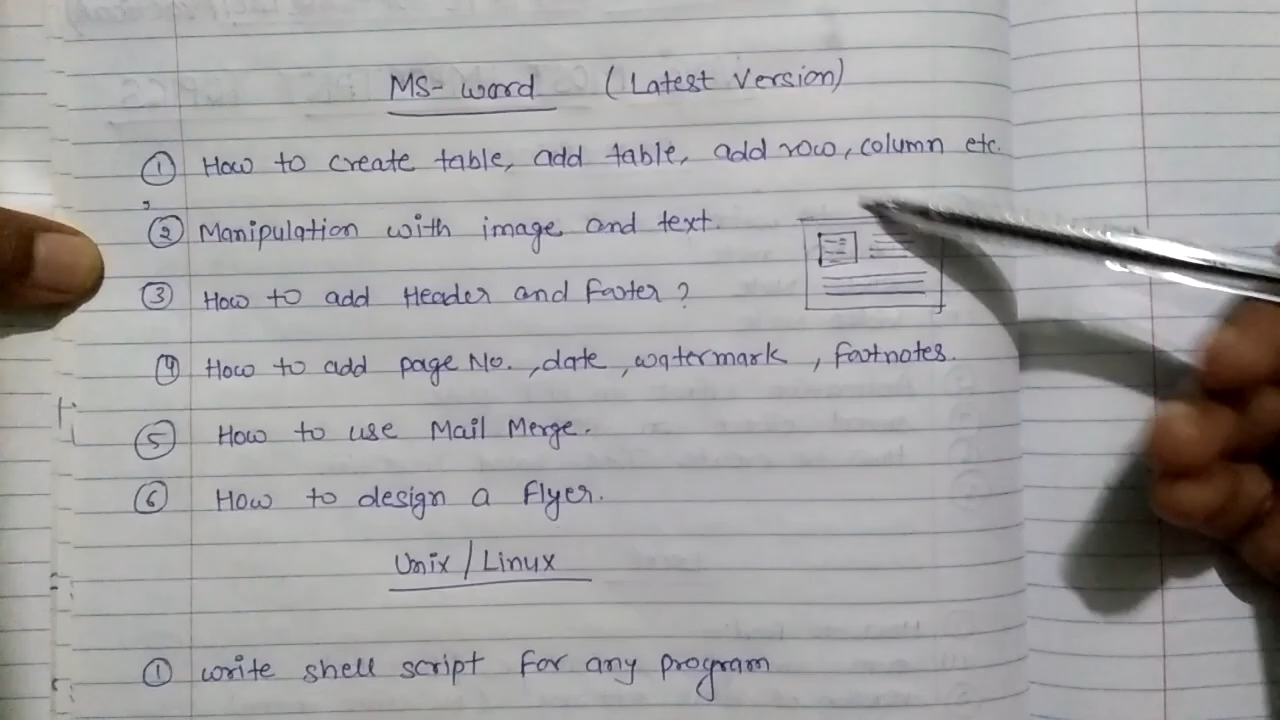 MS-Word (Latest Version)
① How to create table, add table, add row, column etc.
② Manipulation with image and text.
③ How to add Header and Footer?
④ How to add page No., date, watermark, footnotes.
⑤ How to use Mail Merge.
⑥ How to design a flyer.
Unix/Linux
① write shell script for any program